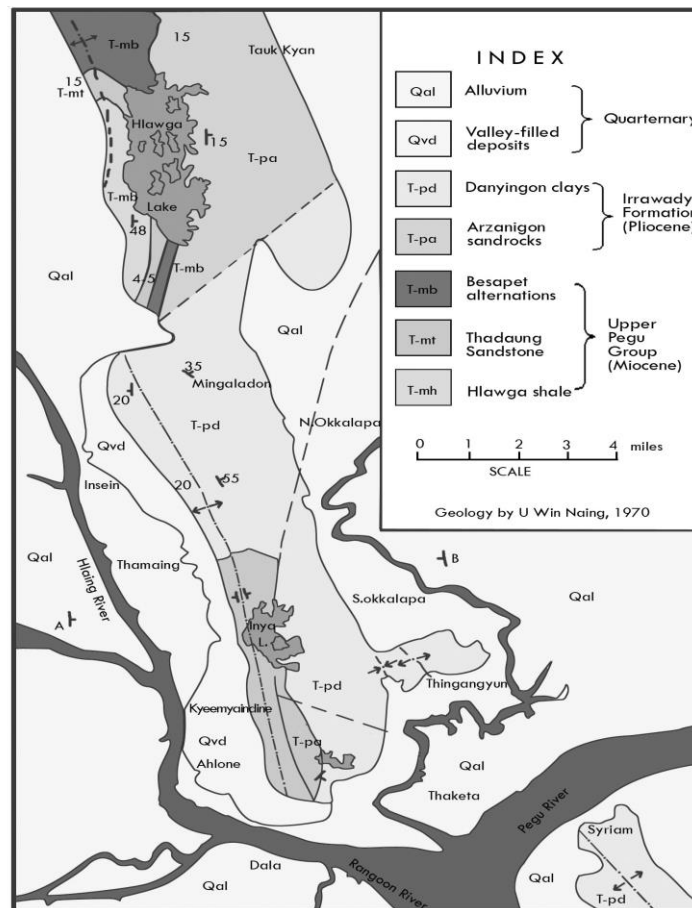 INDEX
Qal Alluvium
Qvd Valley-filled deposits
Quarternary
T-pd Danyingon clays
T-pa Arzanigon sandrocks
Irrawady Formation (Pliocene)
T-mb Besapet alternations
T-mt Thadaung Sandstone
T-mh Hlawga shale
Upper Pegu Group (Miocene)
0 1 2 3 4 miles
SCALE
Geology by U Win Naing, 1970
T-mb
15
Tauk Kyan
15
T-mt
Hlawga
15
T-pa
T-mb
Lake
48
T-mb
4-5
Qal
Qal
35
Mingaladon
20
N.Okkalapa
T-pd
Qvd
Insein
20
55
Qal
Thamaing
B
Hlaing River
S.okkalapa
Qal
A
Inya
L.
Thingangyun
T-pd
Kyeemyaindine
Qvd
T-pa
Ahlone
Qal
Thaketa
Pegu River
Syriam
Dala
Rangoon River
Qal
Qal
T-pd